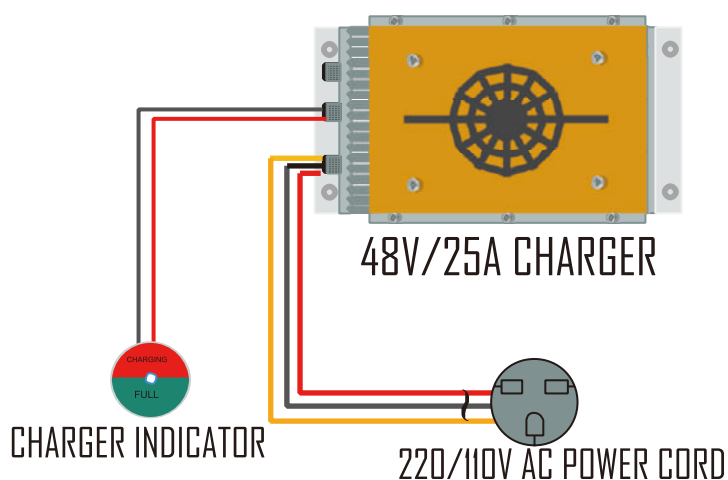 48V/25A CHARGER
CHARGING
FULL
CHARGER INDICATOR
220/110V AC POWER CORD